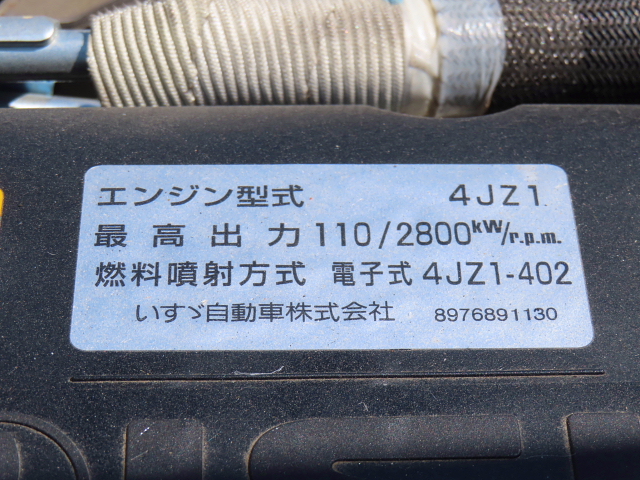 エンジン型式 4JZ1
最高出力 110/2800kW/r.p.m.
燃料噴射方式 電子式 4JZ1-402
いすゞ自動車株式会社 8976891130